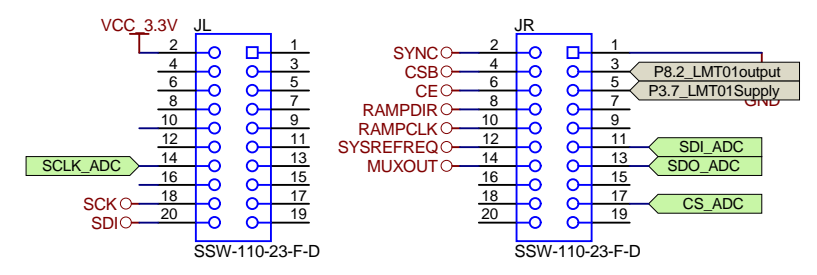 VCC_3.3V
JL
2 1
4 3
6 5
8 7
10 9
12 11
SCLK_ADC 14 13
16 15
SCK 18 17
SDI 20 19
SSW-110-23-F-D
JR
SYNC 2 1
CSB 4 3 P8.2_LMT01output
CE 6 5 P3.7_LMT01Supply
GND
RAMPDIR 8 7
RAMPCLK 10 9
SYSREFREQ 12 11 SDI_ADC
MUXOUT 14 13 SDO_ADC
16 15
18 17 CS_ADC
20 19
SSW-110-23-F-D